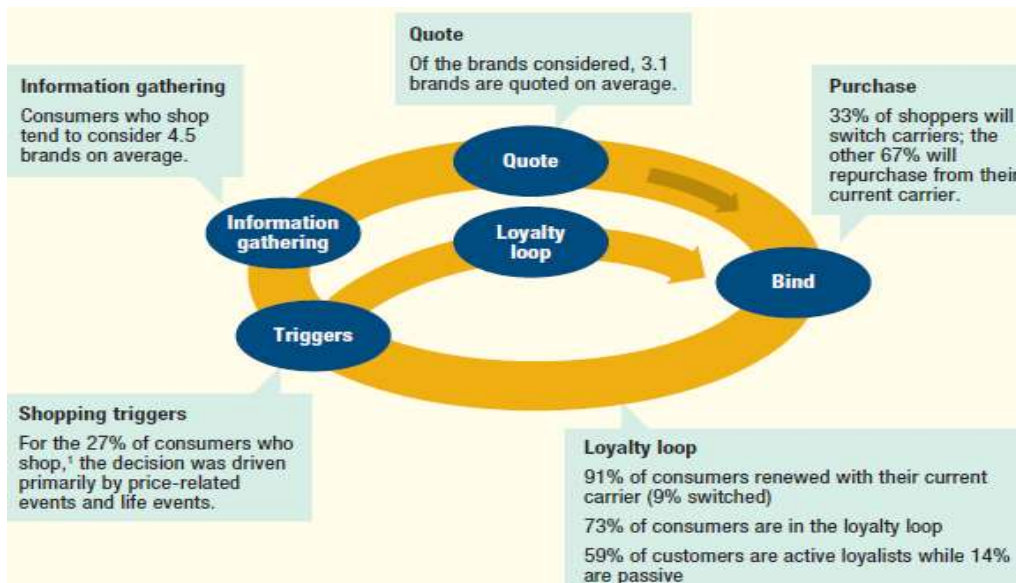 Quote
Of the brands considered, 3.1
brands are quoted on average.
Information gathering
Consumers who shop
tend to consider 4.5
brands on average.
Purchase
33% of shoppers will
switch carriers; the
other 67% will
repurchase from their
current carrier.
Quote
Information
gathering
Loyalty
loop
Bind
Triggers
Shopping triggers
For the 27% of consumers who
shop,¹ the decision was driven
primarily by price-related
events and life events.
Loyalty loop
91% of consumers renewed with their current
carrier (9% switched)
73% of consumers are in the loyalty loop
59% of customers are active loyalists while 14%
are passive